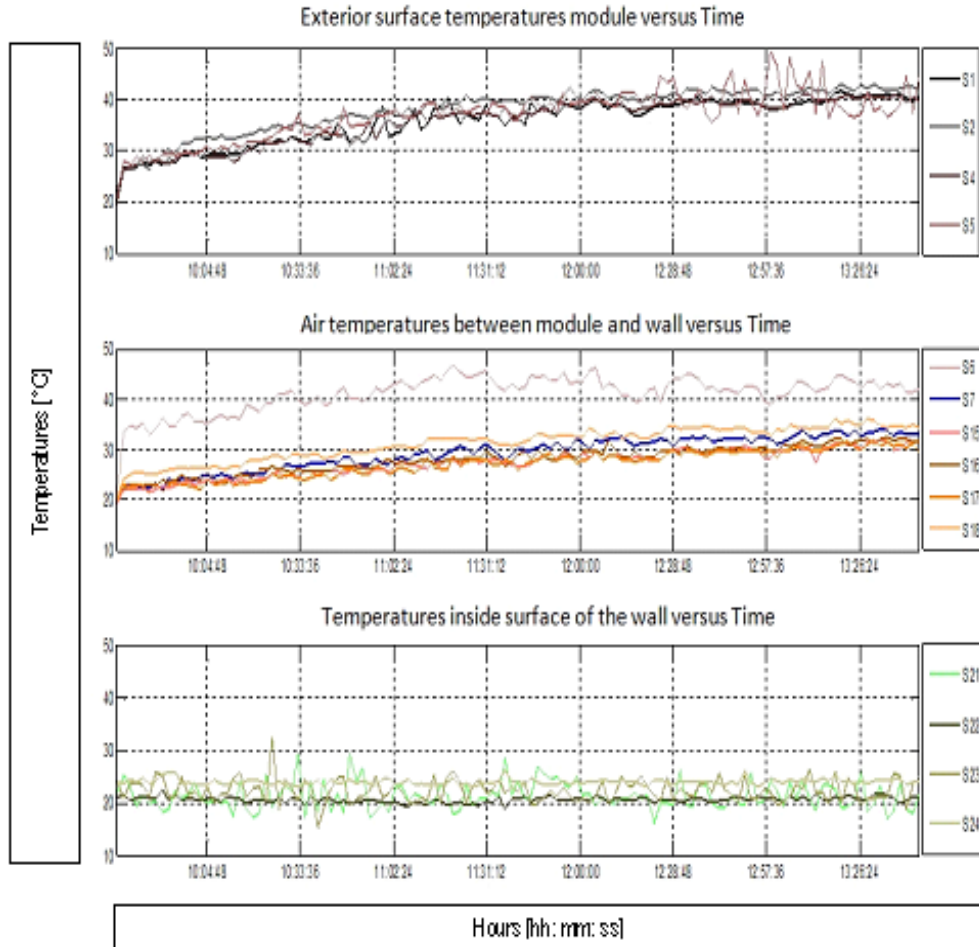 Exterior surface temperatures module versus Time
50
40
30
20
10
10:04:48 10:33:36 11:02:24 11:31:12 12:00:00 12:28:48 12:57:36 13:26:24
S1
S2
S4
S5
Air temperatures between module and wall versus Time
50
40
30
20
10
10:04:48 10:33:36 11:02:24 11:31:12 12:00:00 12:28:48 12:57:36 13:26:24
S6
S7
S15
S16
S17
S18
Temperatures inside surface of the wall versus Time
50
40
30
20
10
10:04:48 10:33:36 11:02:24 11:31:12 12:00:00 12:28:48 12:57:36 13:26:24
S21
S22
S23
S24
Temperatures [°C]
Hours [hh: mm: ss]